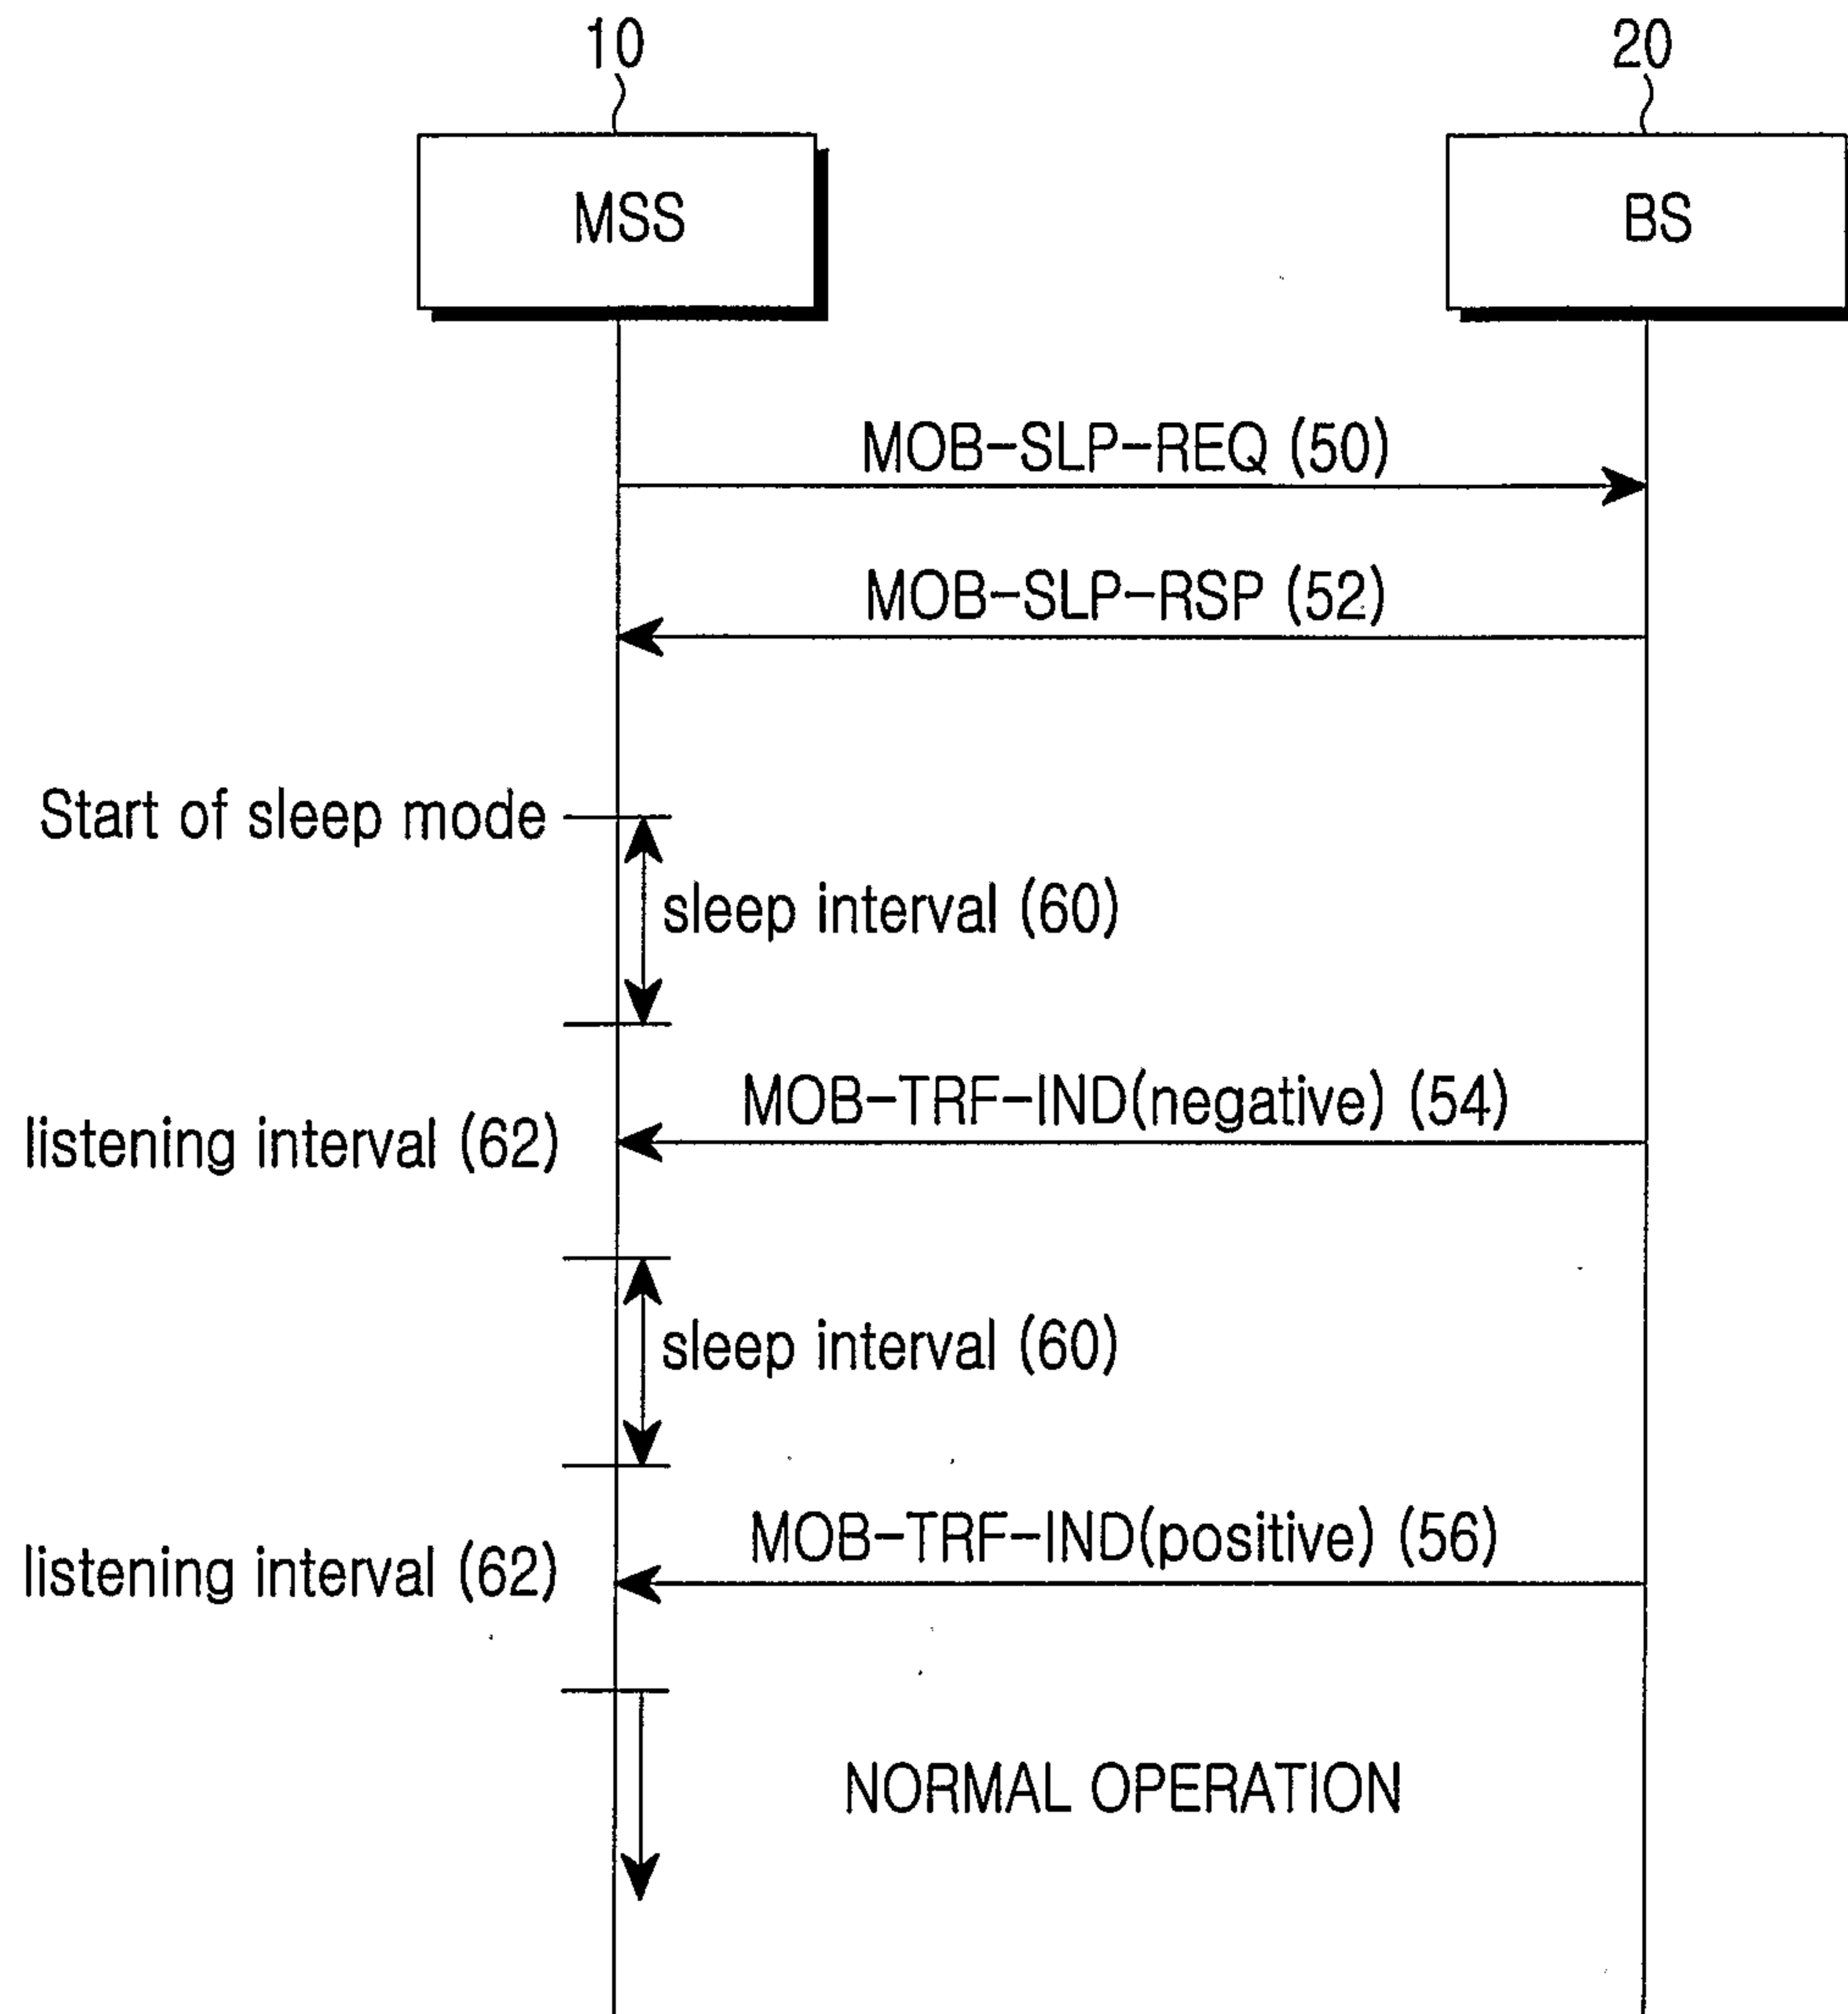 10
20
MSS
BS
MOB-SLP-REQ (50)
MOB-SLP-RSP (52)
Start of sleep mode
sleep interval (60)
MOB-TRF-IND(negative) (54)
listening interval (62)
sleep interval (60)
MOB-TRF-IND(positive) (56)
listening interval (62)
NORMAL OPERATION